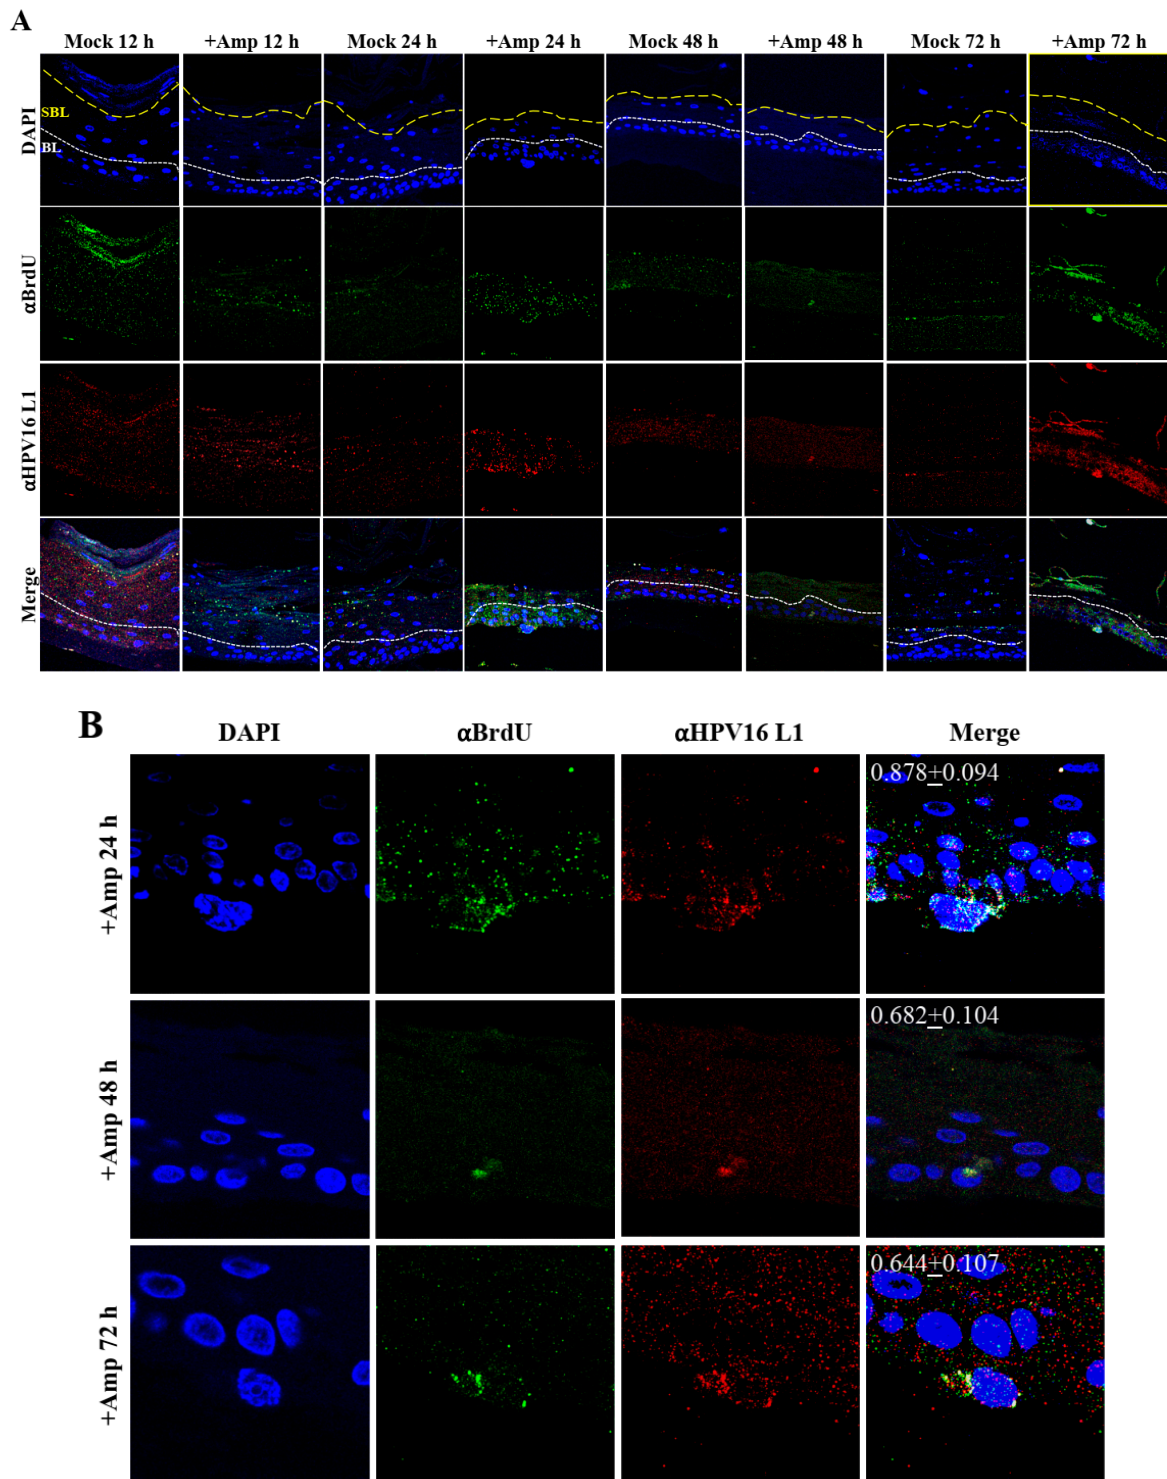 A
Mock 12 h +Amp 12 h Mock 24 h +Amp 24 h Mock 48 h +Amp 48 h Mock 72 h +Amp 72 h
DAPI
SBL
BL
αBrdU
αHPV16 L1
Merge
B
DAPI αBrdU αHPV16 L1 Merge
+Amp 24 h
0.878±0.094
+Amp 48 h
0.682±0.104
+Amp 72 h
0.644±0.107